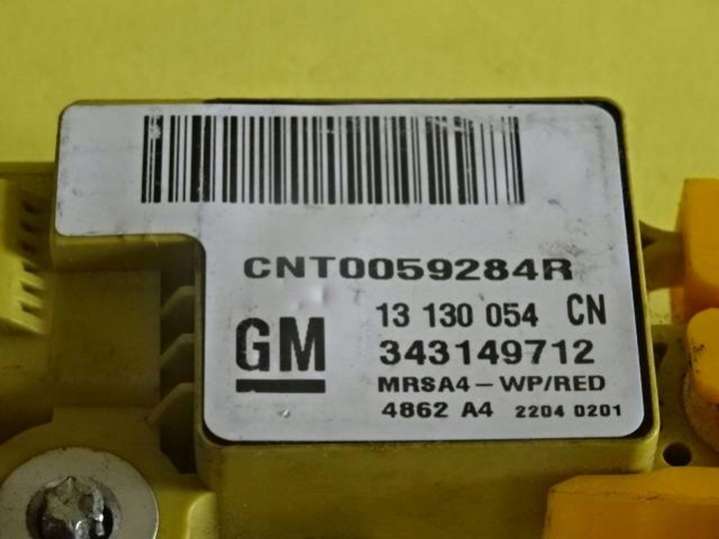 CNT0059284R
13 130 054 CN
GM 343149712
MRSA4-WP/RED
4862 A4 2204 0201